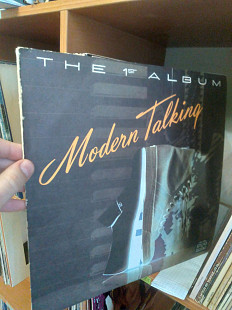 THE 1ST ALBUM
Modern Talking